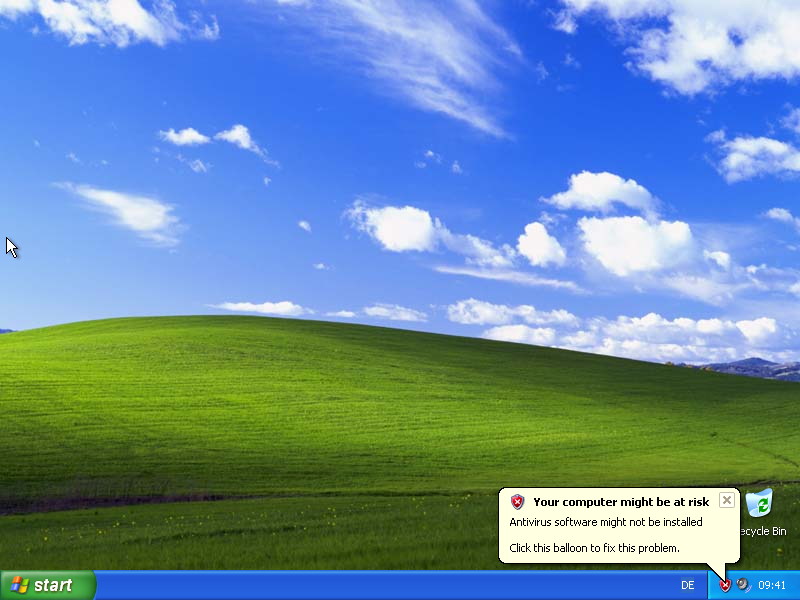 Your computer might be at risk
Antivirus software might not be installed
Click this balloon to fix this problem.
Bin
start
DE
09:41